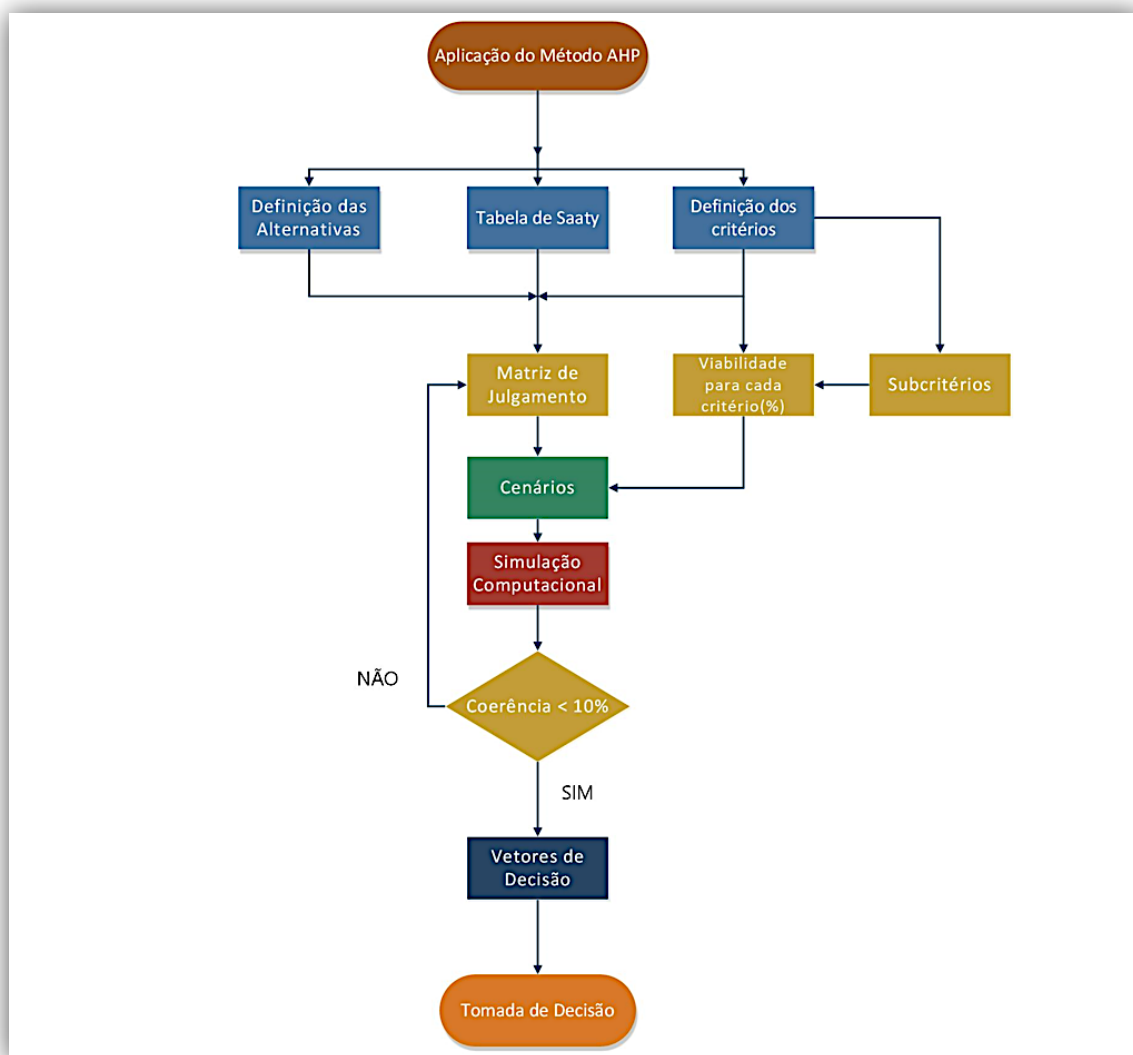 Aplicação do Método AHP
Definição das
Alternativas
Tabela de Saaty
Definição dos
critérios
Matriz de
Julgamento
Viabilidade
para cada
critério(%)
Subcritérios
Cenários
Simulação
Computacional
NÃO
Coerência < 10%
SIM
Vetores de
Decisão
Tomada de Decisão